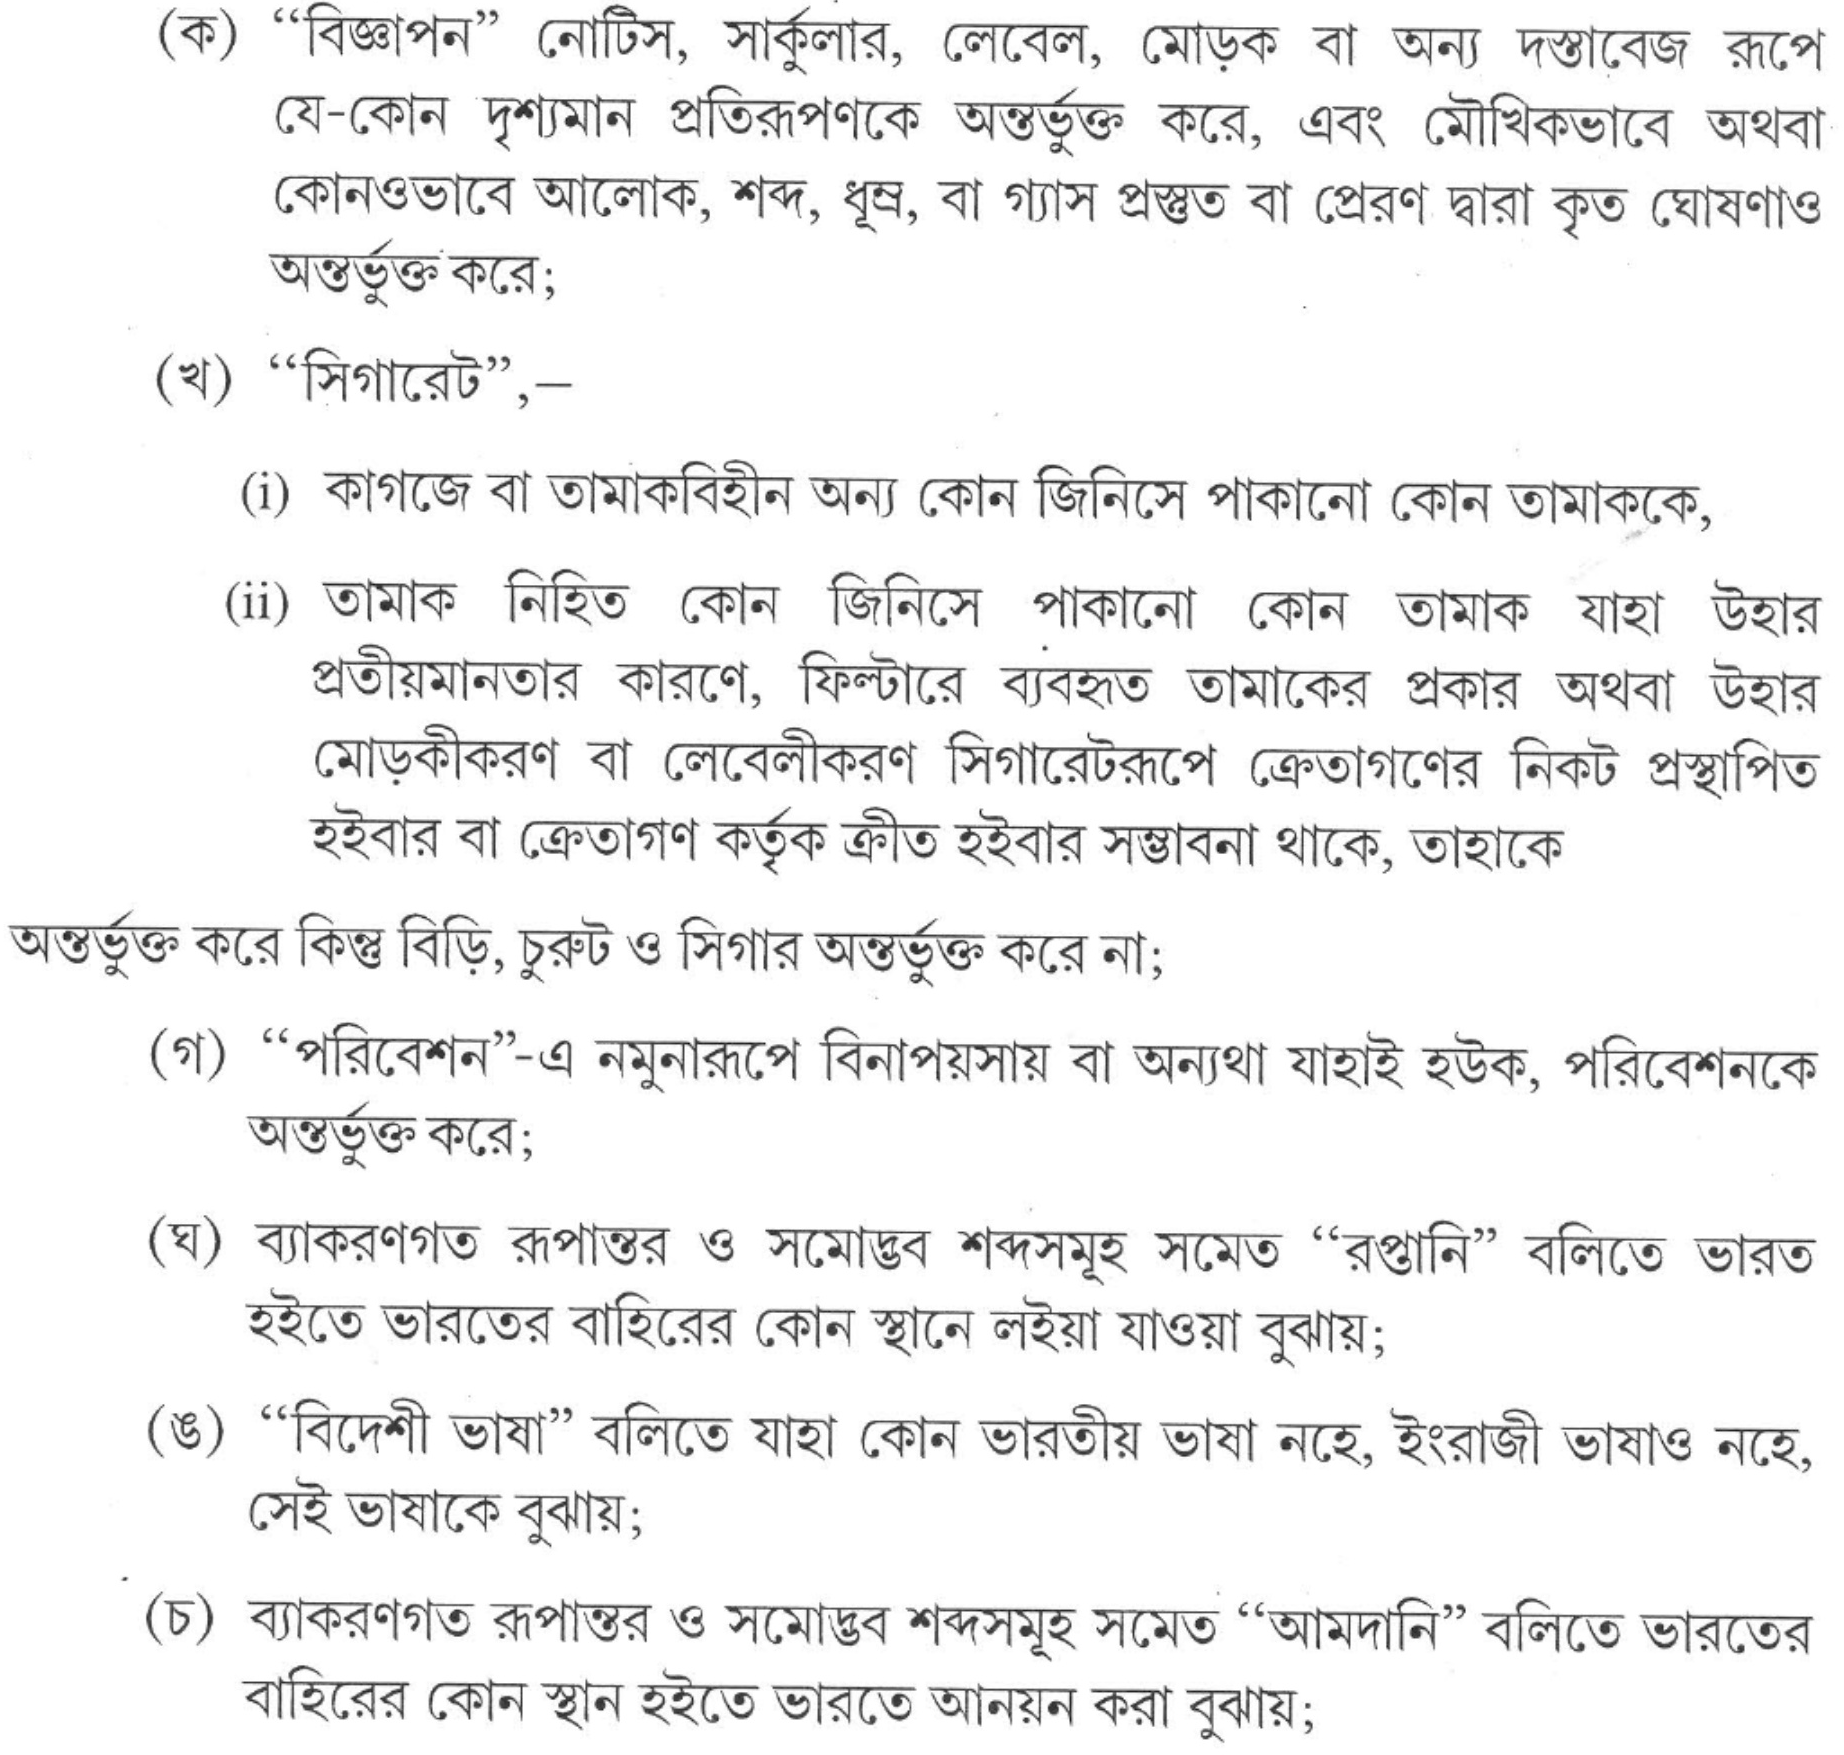 (ক) “বিজ্ঞাপন” নোটিস, সার্কুলার, লেবেল, মোড়ক বা অন্য দস্তাবেজ রূপে
যে-কোন দৃশ্যমান প্রতিরূপণকে অন্তর্ভুক্ত করে, এবং মৌখিকভাবে অথবা
কোনওভাবে আলোক, শব্দ, ধূম্র, বা গ্যাস প্রস্তুত বা প্রেরণ দ্বারা কৃত ঘোষণাও
অন্তর্ভুক্ত করে;
(খ) “সিগারেট”,–
(i) কাগজে বা তামাকবিহীন অন্য কোন জিনিসে পাকানো কোন তামাককে,
(ii) তামাক নিহিত কোন জিনিসে পাকানো কোন তামাক যাহা উহার
প্রতীয়মানতার কারণে, ফিল্টারে ব্যবহৃত তামাকের প্রকার অথবা উহার
মোড়কীকরণ বা লেবেলীকরণ সিগারেটরূপে ক্রেতাগণের নিকট প্রস্থাপিত
হইবার বা ক্রেতাগণ কর্তৃক ক্রীত হইবার সম্ভাবনা থাকে, তাহাকে
অন্তর্ভুক্ত করে কিন্তু বিড়ি, চুরুট ও সিগার অন্তর্ভুক্ত করে না;
(গ) “পরিবেশন”-এ নমুনারূপে বিনাপয়সায় বা অন্যথা যাহাই হউক, পরিবেশনকে
অন্তর্ভুক্ত করে;
(ঘ) ব্যাকরণগত রূপান্তর ও সমোদ্ভব শব্দসমূহ সমেত “রপ্তানি” বলিতে ভারত
হইতে ভারতের বাহিরের কোন স্থানে লইয়া যাওয়া বুঝায়;
(ঙ) “বিদেশী ভাষা” বলিতে যাহা কোন ভারতীয় ভাষা নহে, ইংরাজী ভাষাও নহে,
সেই ভাষাকে বুঝায়;
(চ) ব্যাকরণগত রূপান্তর ও সমোদ্ভব শব্দসমূহ সমেত “আমদানি” বলিতে ভারতের
বাহিরের কোন স্থান হইতে ভারতে আনয়ন করা বুঝায়;